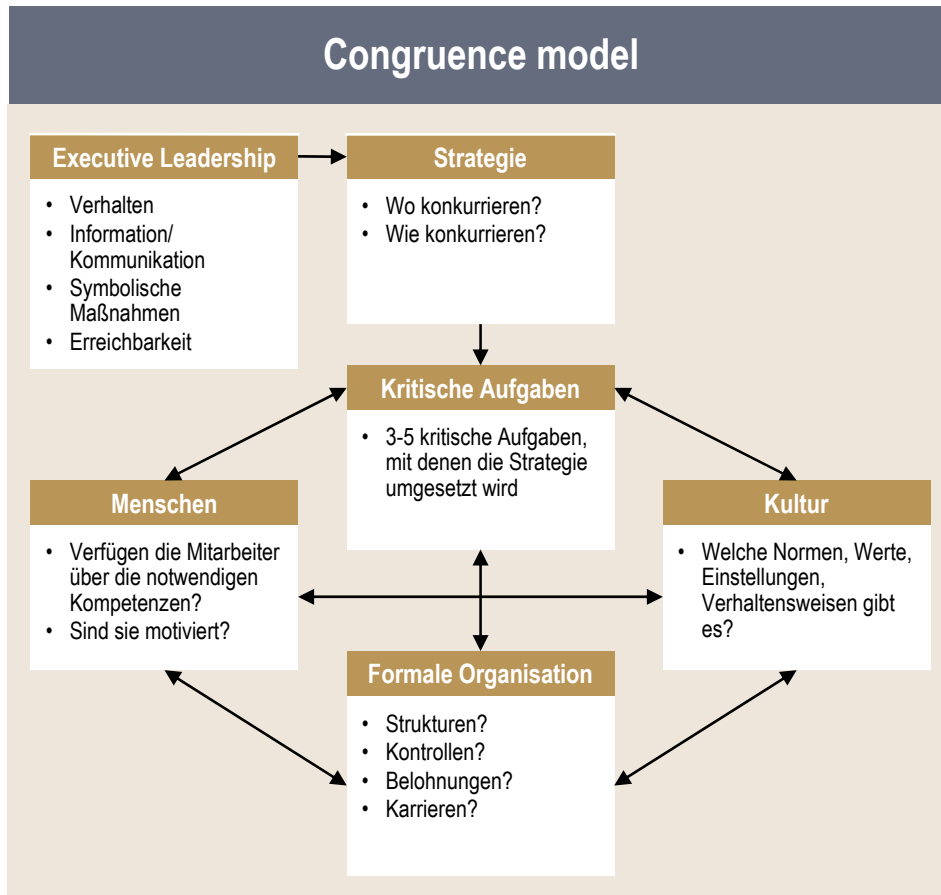 Congruence model
Executive Leadership
• Verhalten
• Information/
Kommunikation
• Symbolische
Maßnahmen
• Erreichbarkeit
Strategie
• Wo konkurrieren?
• Wie konkurrieren?
Kritische Aufgaben
• 3-5 kritische Aufgaben,
mit denen die Strategie
umgesetzt wird
Menschen
• Verfügen die Mitarbeiter
über die notwendigen
Kompetenzen?
• Sind sie motiviert?
Kultur
• Welche Normen, Werte,
Einstellungen,
Verhaltensweisen gibt
es?
Formale Organisation
• Strukturen?
• Kontrollen?
• Belohnungen?
• Karrieren?